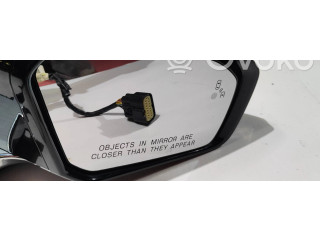 OVOKO
OBJECTS IN MIRROR ARE
CLOSER THAN THEY APPEAR